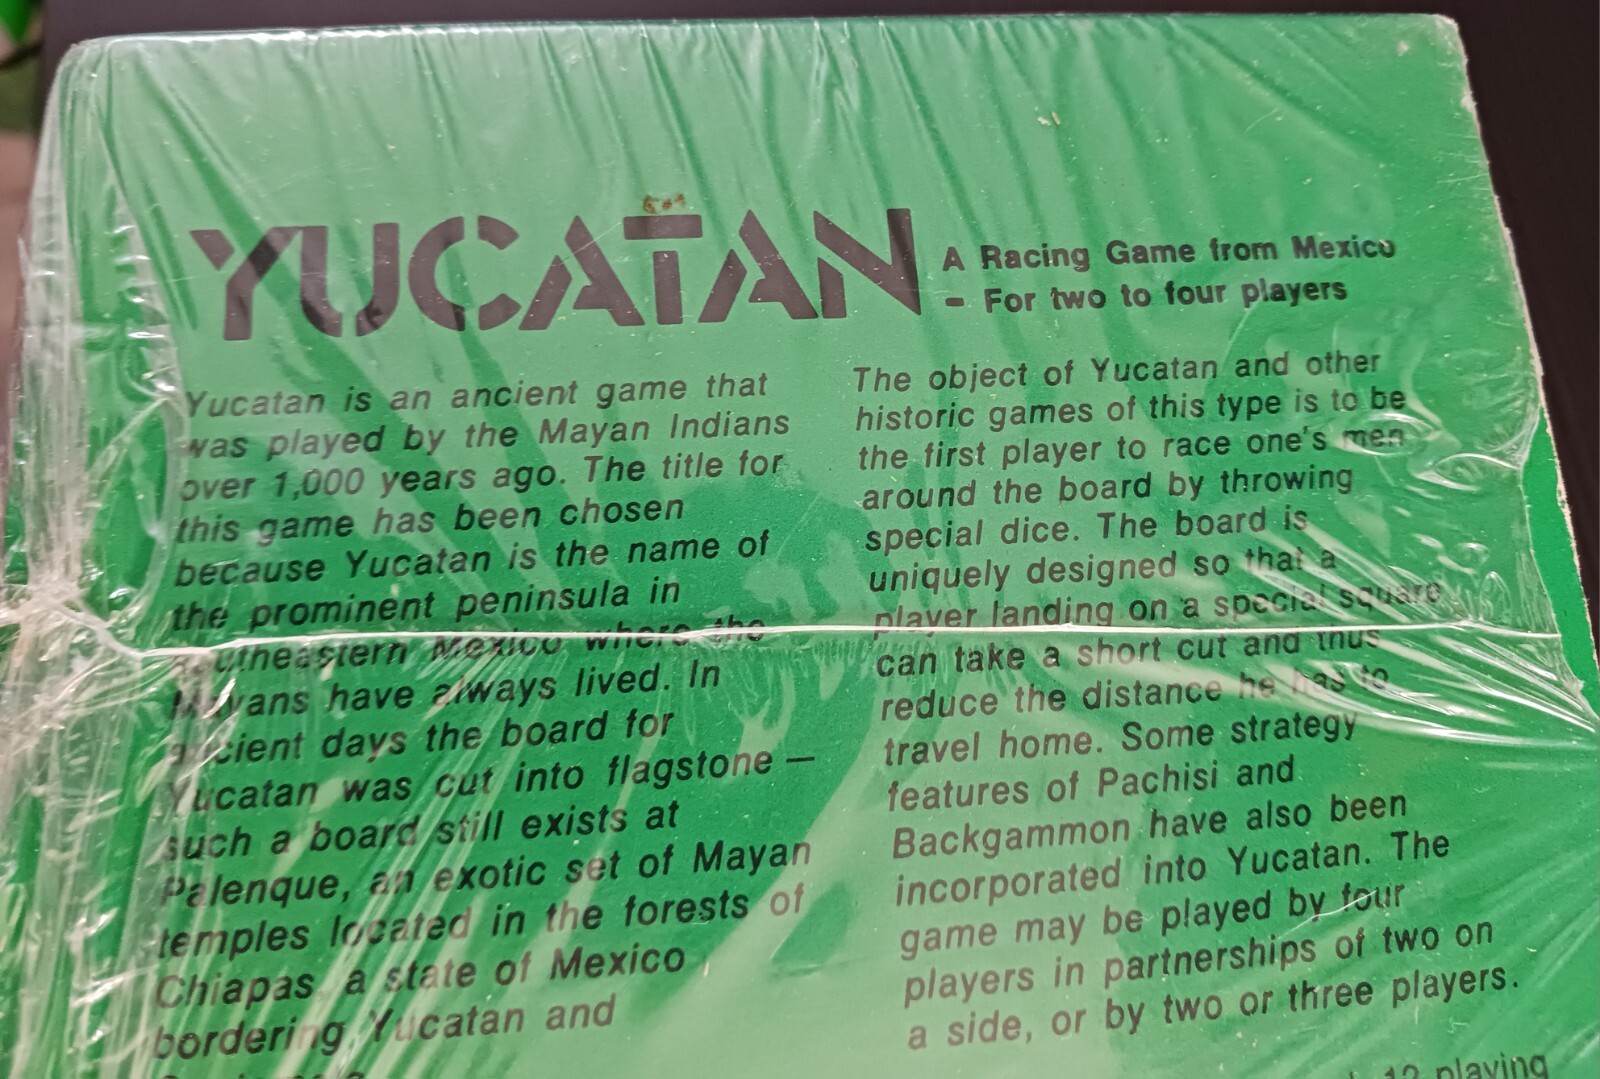 YUCATAN
A Racing Game from Mexico
- For two to four players
Yucatan is an ancient game that
was played by the Mayan Indians
over 1,000 years ago. The title for
this game has been chosen
because Yucatan is the name of
the prominent peninsula in
southeastern Mexico where the
Mayans have always lived. In
ancient days the board for
Yucatan was cut into flagstone —
such a board still exists at
Palenque, an exotic set of Mayan
temples located in the forests of
Chiapas, a state of Mexico
bordering Yucatan and
The object of Yucatan and other
historic games of this type is to be
the first player to race one's men
around the board by throwing
special dice. The board is
uniquely designed so that a
player landing on a special square
can take a short cut and thus
reduce the distance he has to
travel home. Some strategy
features of Pachisi and
Backgammon have also been
incorporated into Yucatan. The
game may be played by four
players in partnerships of two on
a side, or by two or three players.
12 playing